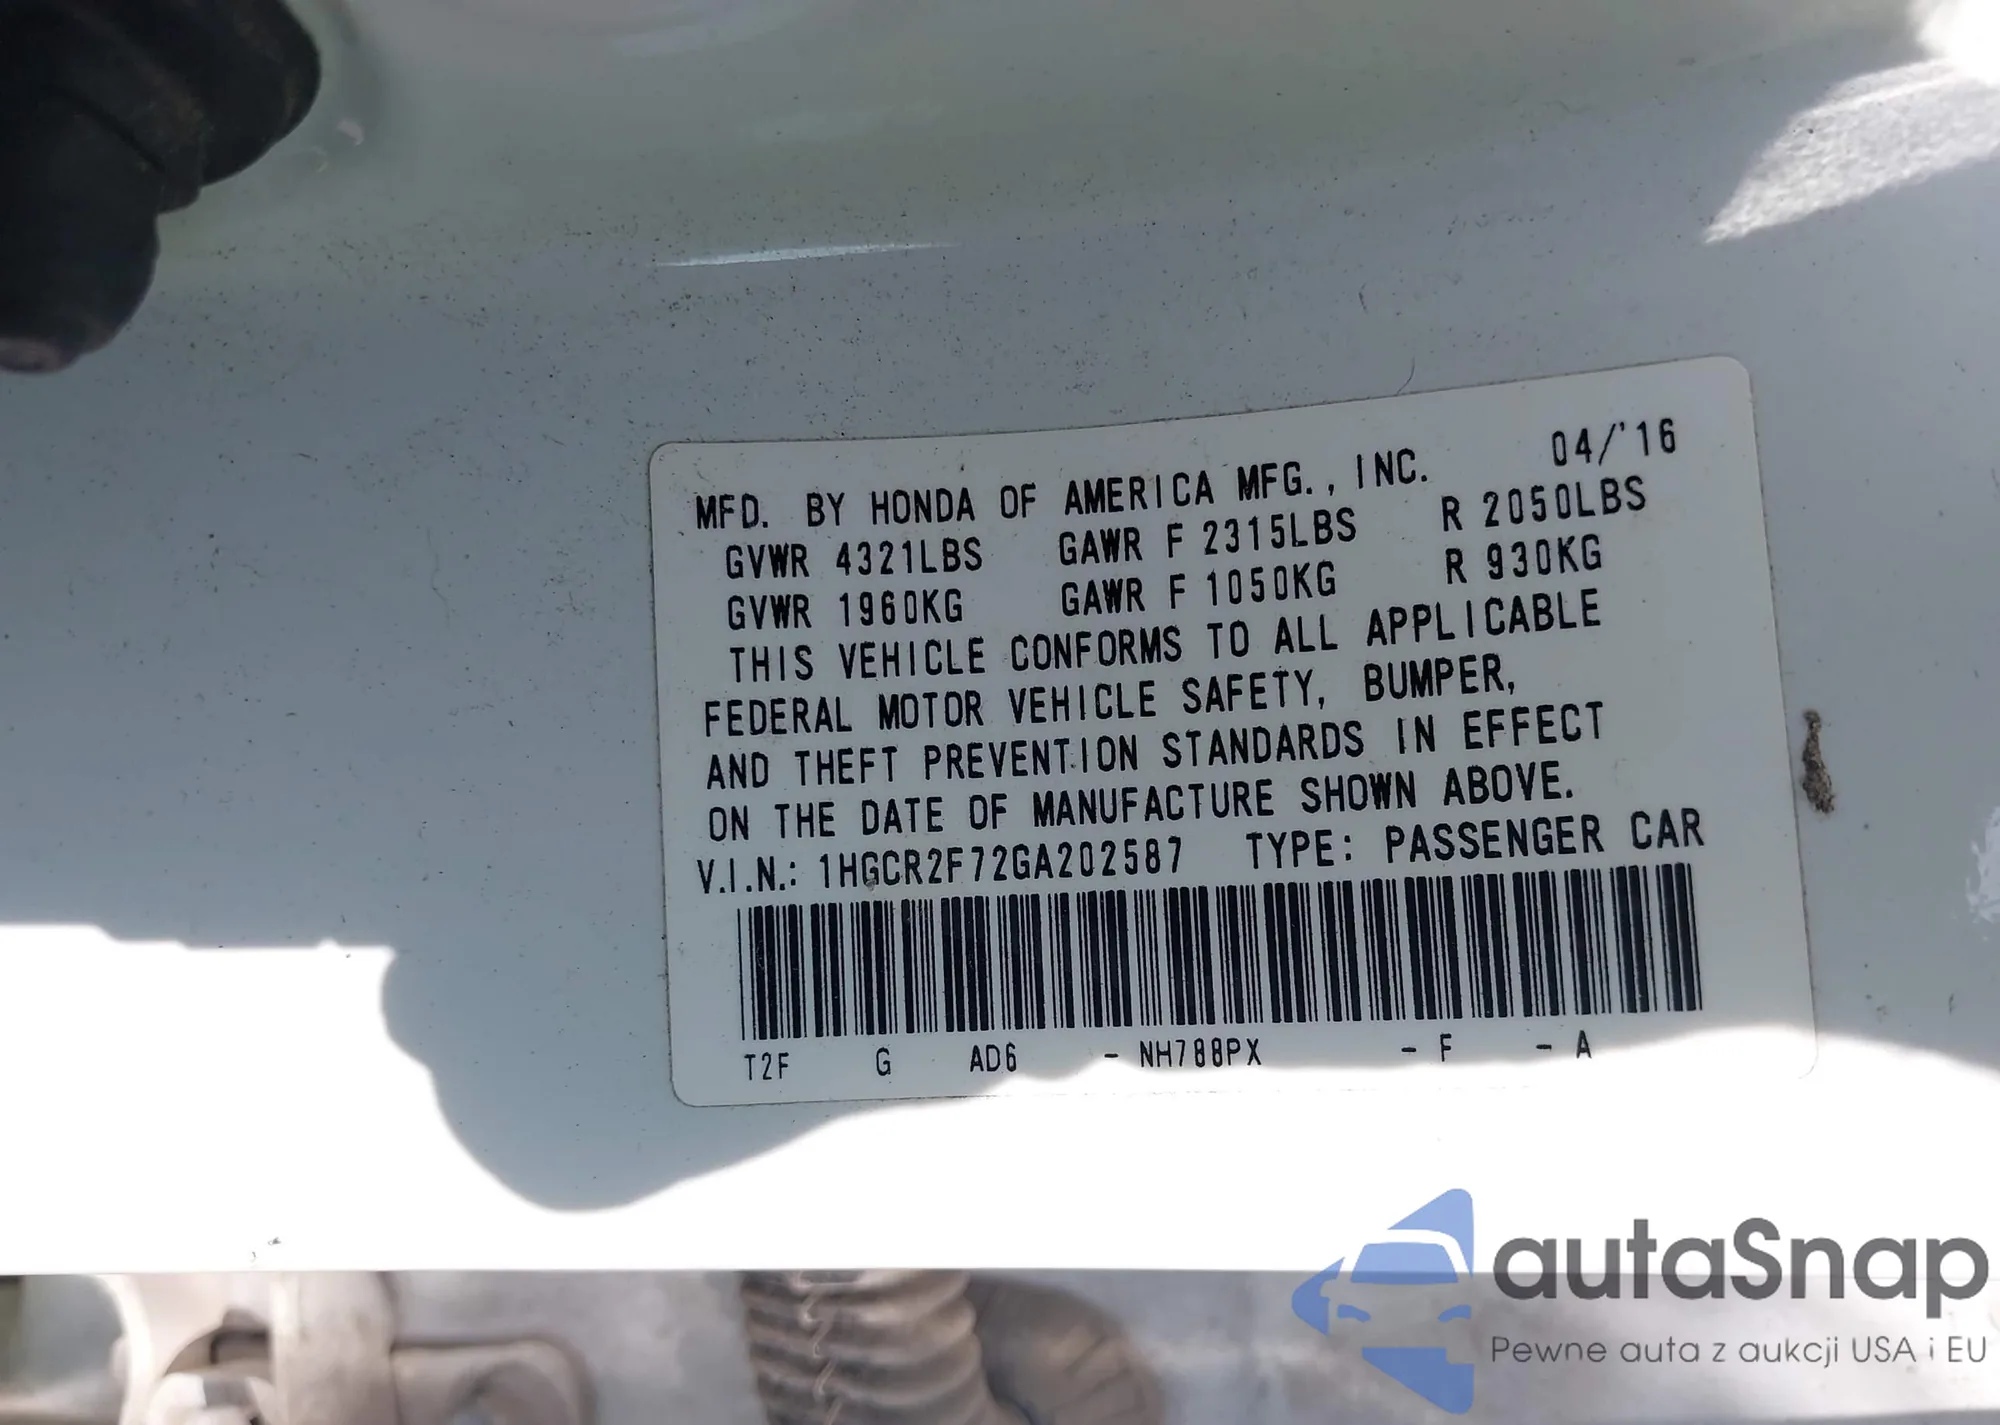 MFD. BY HONDA OF AMERICA MFG., INC. 04/'16
GVWR 4321LBS GAWR F 2315LBS R 2050LBS
GVWR 1960KG GAWR F 1050KG R 930KG
THIS VEHICLE CONFORMS TO ALL APPLICABLE
FEDERAL MOTOR VEHICLE SAFETY, BUMPER,
AND THEFT PREVENTION STANDARDS IN EFFECT
ON THE DATE OF MANUFACTURE SHOWN ABOVE.
V.I.N.: 1HGCR2F72GA202587 TYPE: PASSENGER CAR
T2F G AD6 - NH788PX - F - A
autaSnap
Pewne auta z aukcji USA i EU